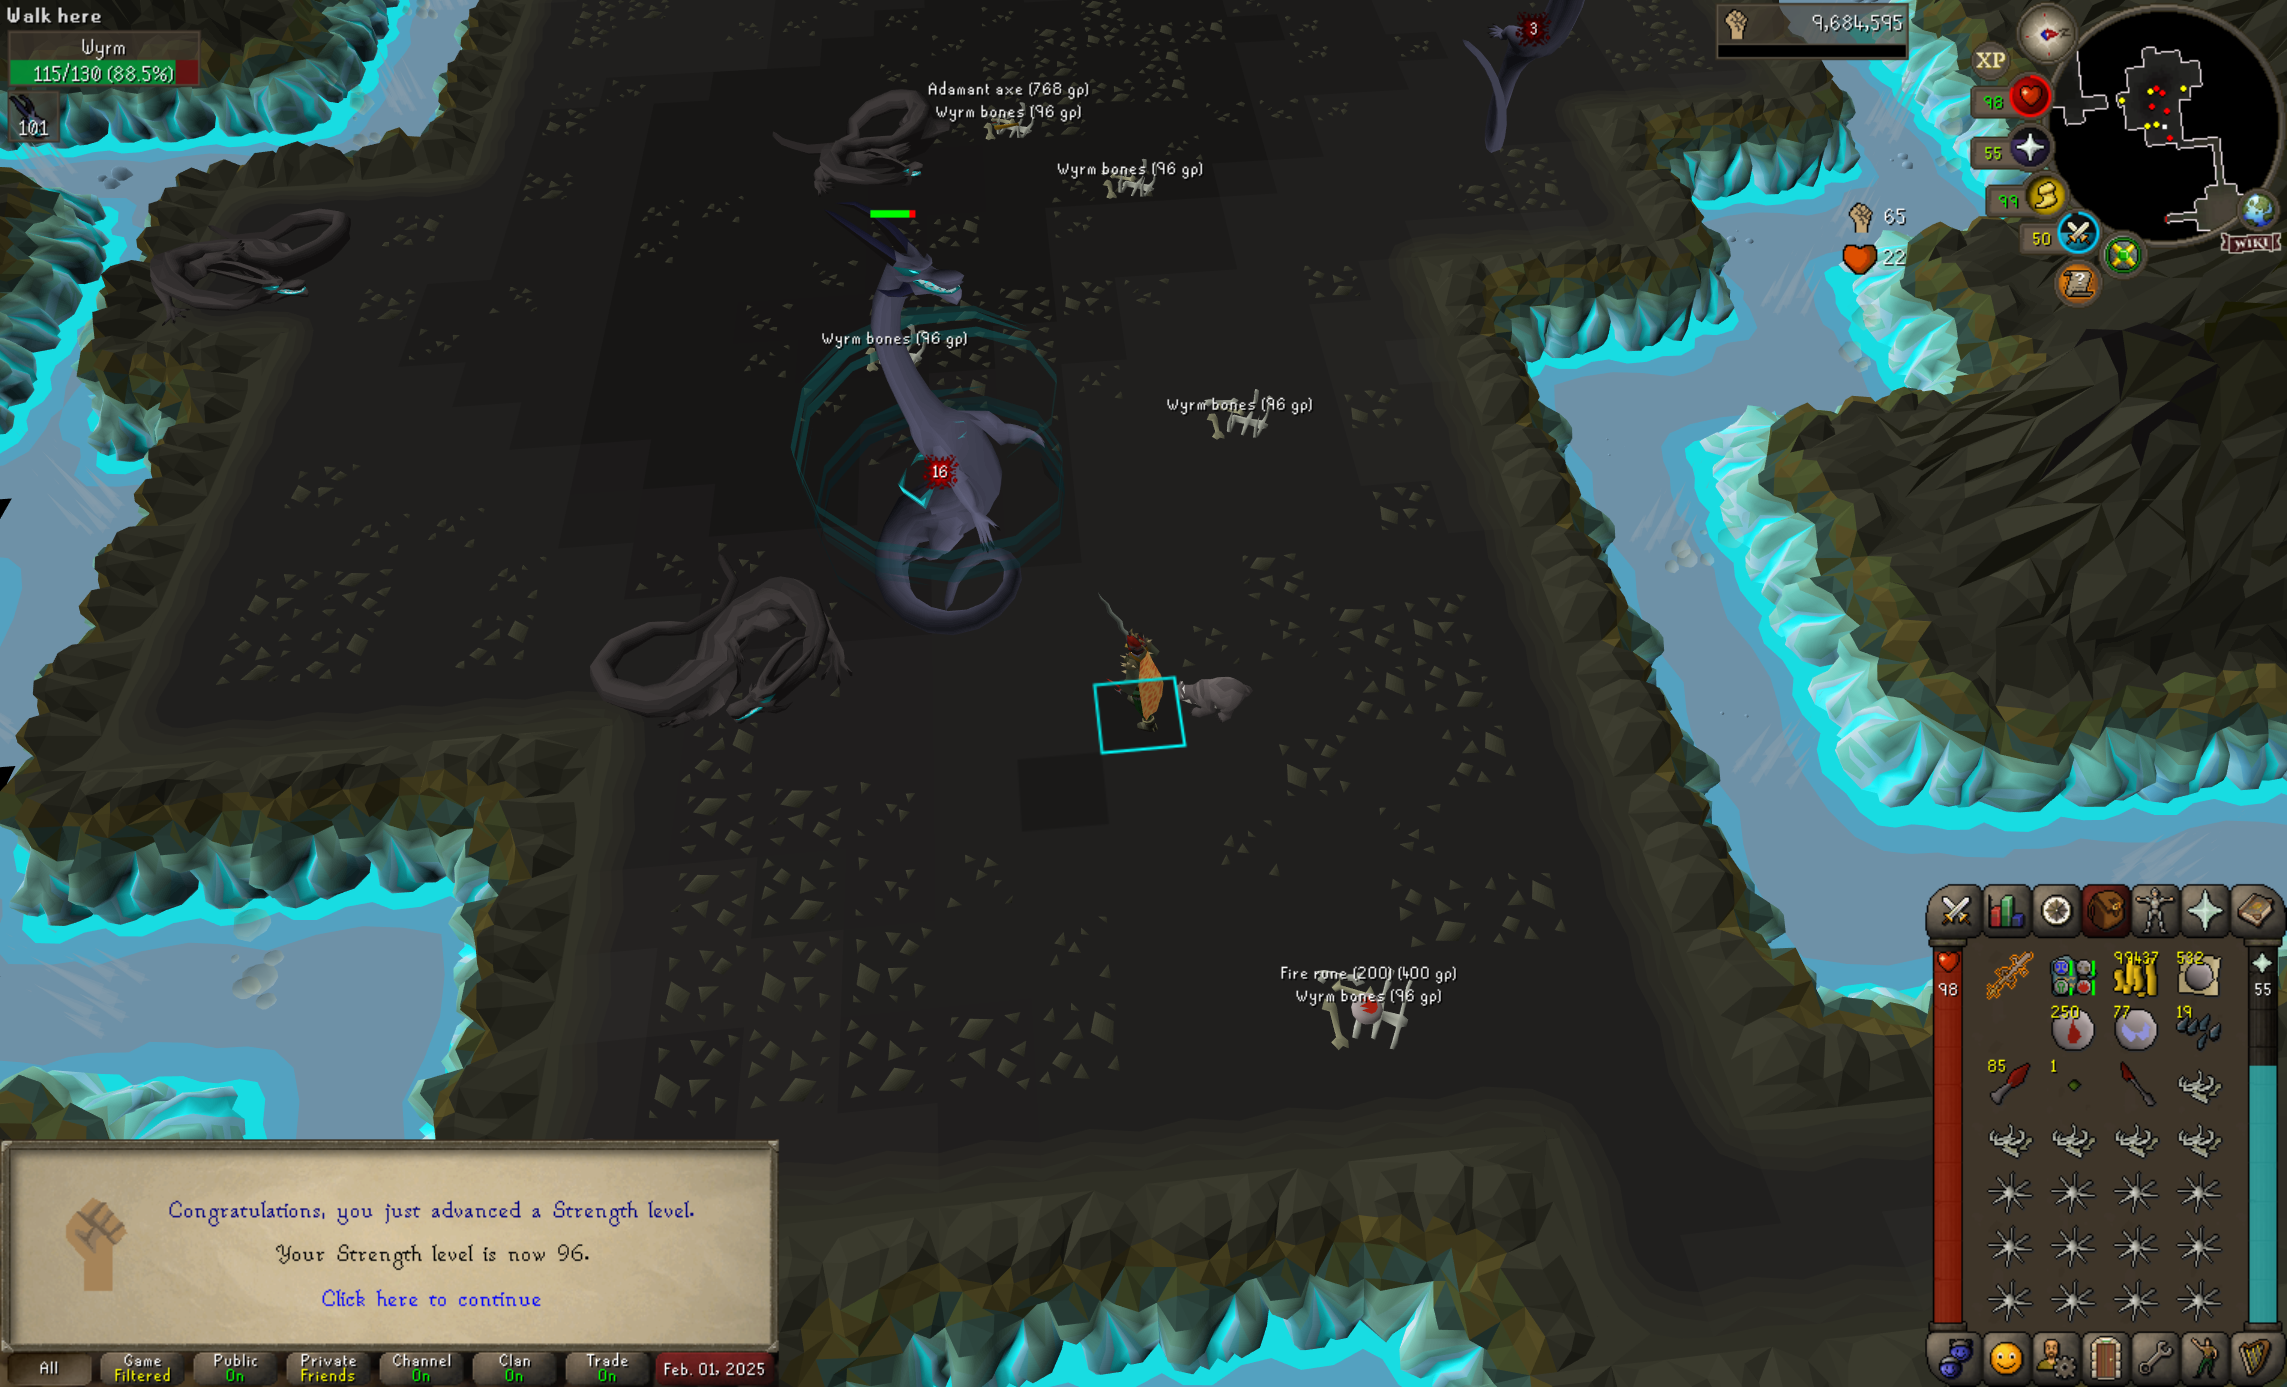 Walk here
Wyrm
115/130 (88.5%)
101
9,684,595
3
XP
98
55
99
50
WIKI
65
22
Adamant axe (768 gp)
Wyrm bones (96 gp)
Wyrm bones (96 gp)
Wyrm bones (96 gp)
Wyrm bones (96 gp)
16
Fire rune (200) (400 gp)
Wyrm bones (96 gp)
98
55
99437
532
250
77
19
85
1
Congratulations, you just advanced a Strength level.
Your Strength level is now 96.
Click here to continue
All
Game
Filtered
Public
On
Private
Friends
Channel
On
Clan
On
Trade
On
Feb. 01, 2025